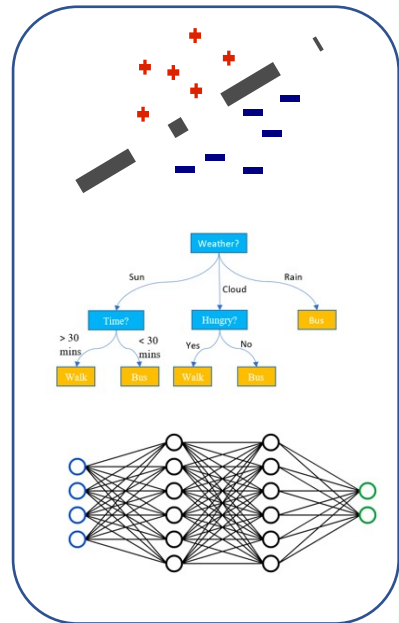 Weather?
Sun
Cloud
Rain
Time?
Hungry?
Bus
> 30
mins
< 30
mins
Yes
No
Walk
Bus
Walk
Bus